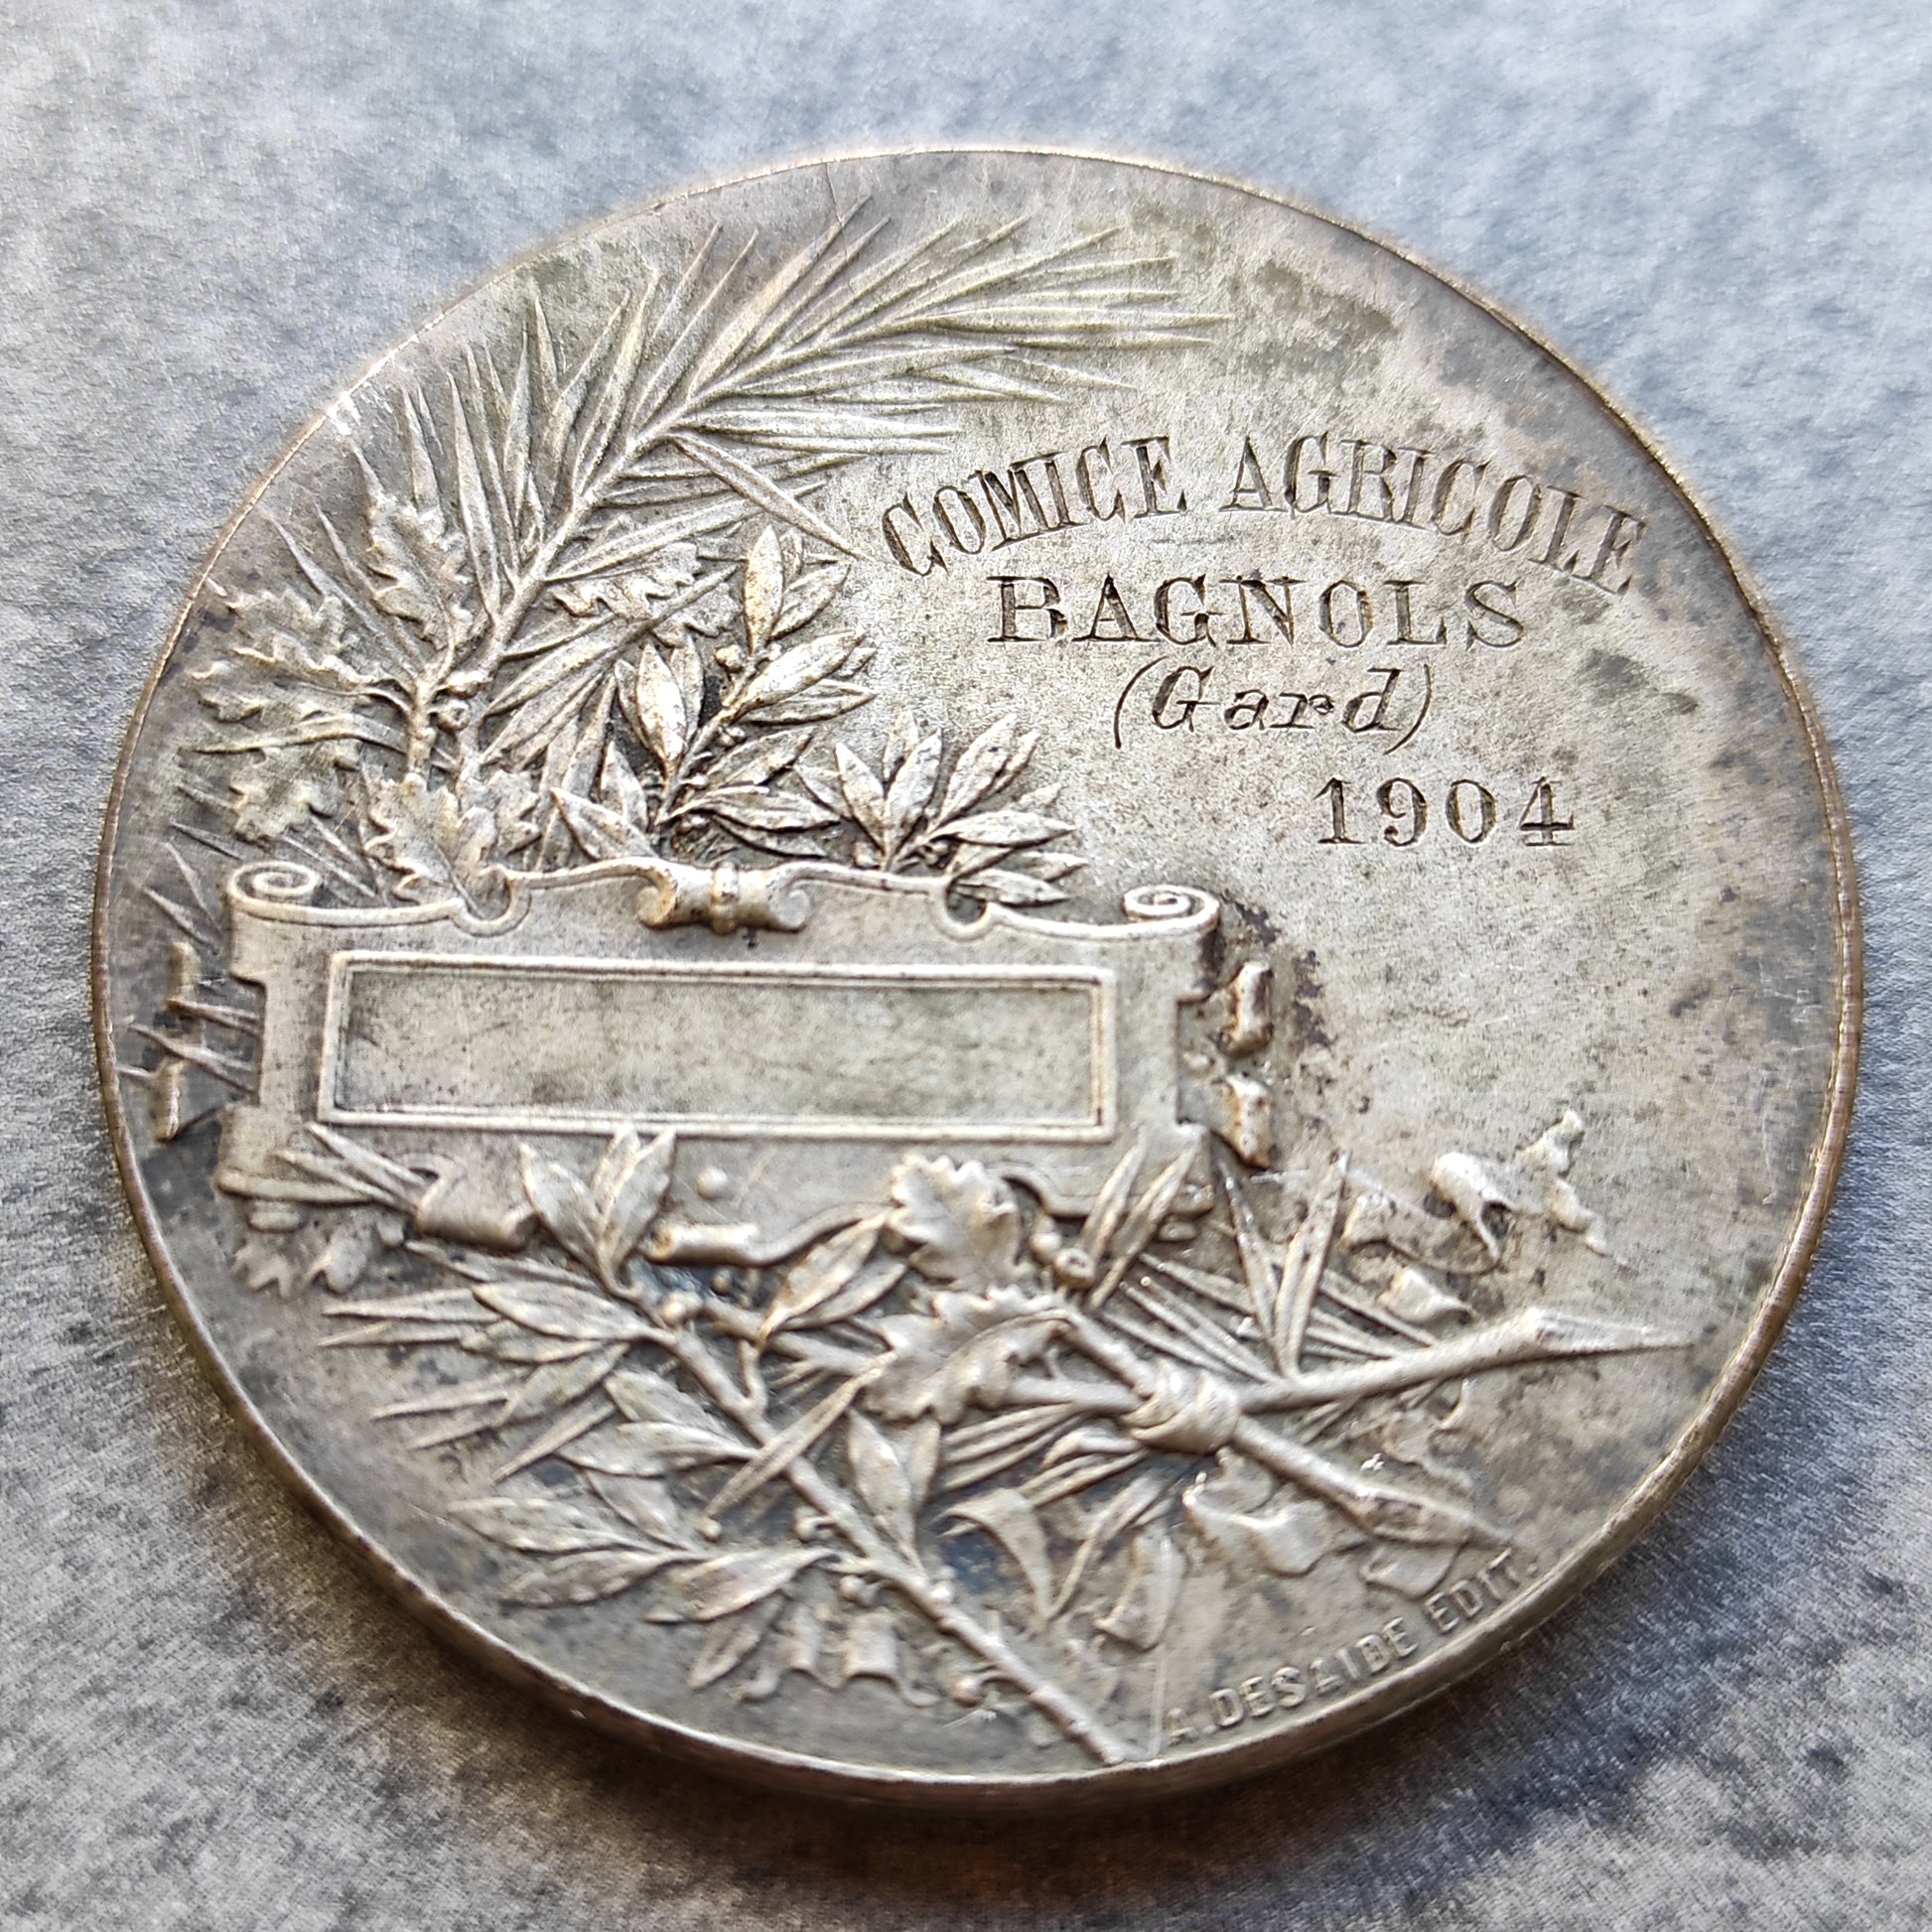 COMICE AGRICOLE
BAGNOLS
(Gard)
1904
A. DESAIDE EDIT.